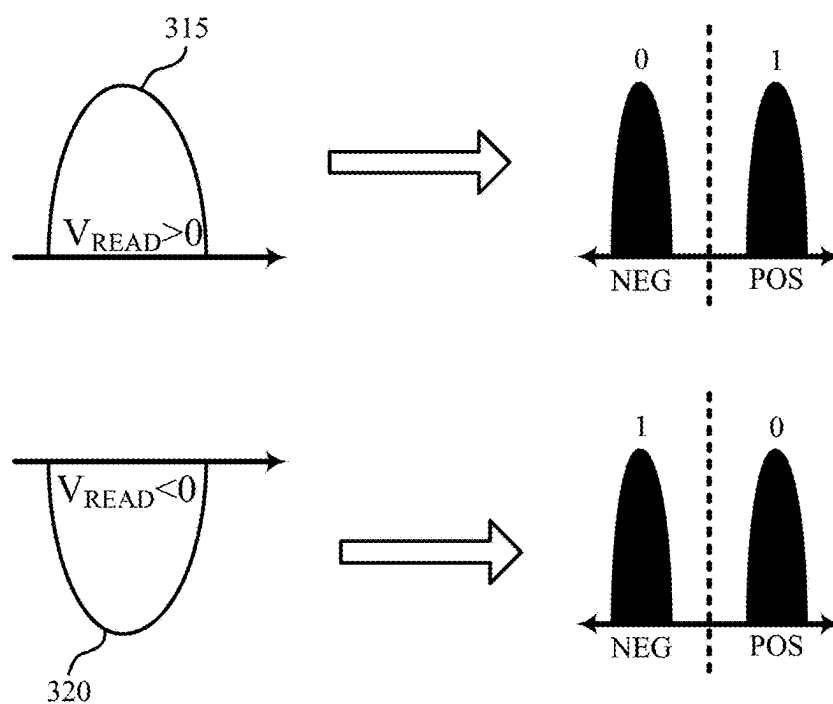 315
0 1
V_READ>0
NEG POS
1 0
V_READ<0
NEG POS
320